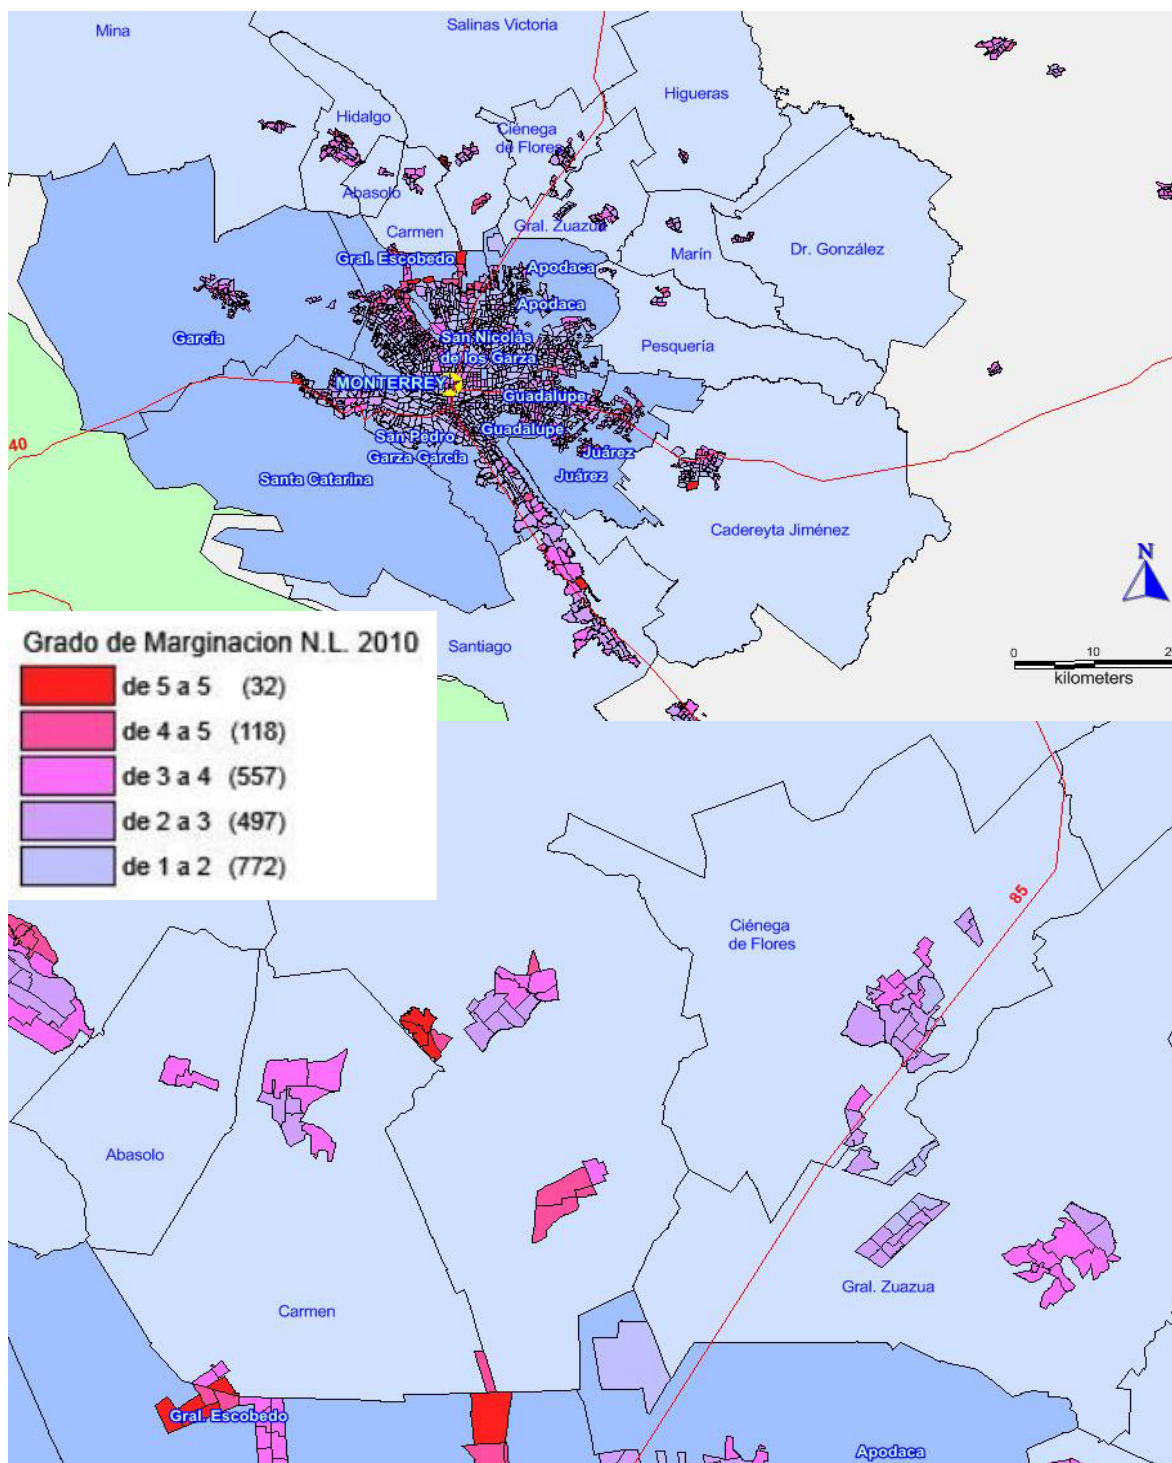 Mina
Salinas Victoria
Higueras
Hidalgo
Ciénega
de Flores
Abasolo
Carmen
Gral. Zuazua
Marín
Dr. González
Gral. Escobedo
Apodaca
Apodaca
García
San Nicolás
de los Garza
Pesquería
MONTERREY
Guadalupe
Guadalupe
San Pedro
Garza García
Juárez
Juárez
40
Santa Catarina
Cadereyta Jiménez
N
Santiago
0 10 2
kilometers
Grado de Marginacion N.L. 2010
de 5 a 5 (32)
de 4 a 5 (118)
de 3 a 4 (557)
de 2 a 3 (497)
de 1 a 2 (772)
85
Ciénega
de Flores
Abasolo
Gral. Zuazua
Carmen
Gral. Escobedo
Apodaca